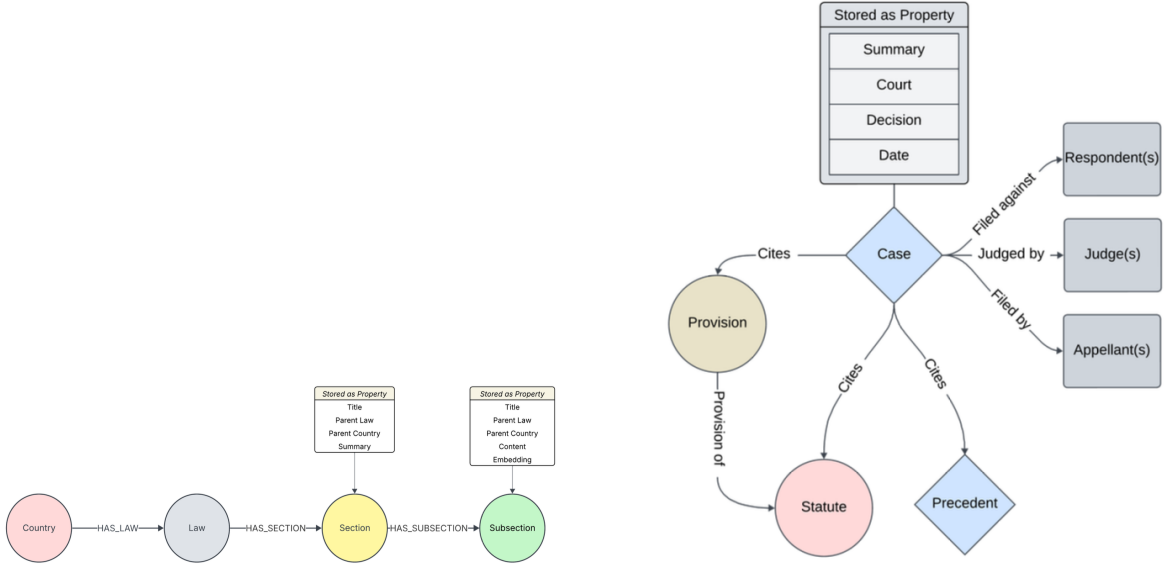 Stored as Property
Title
Parent Law
Parent Country
Summary
Stored as Property
Title
Parent Law
Parent Country
Content
Embedding
Country
HAS_LAW
Law
HAS_SECTION
Section
HAS_SUBSECTION
Subsection
Stored as Property
Summary
Court
Decision
Date
Case
Filed against
Respondent(s)
Judged by
Judge(s)
Filed by
Appellant(s)
Cites
Provision
Provision of
Cites
Statute
Cites
Precedent